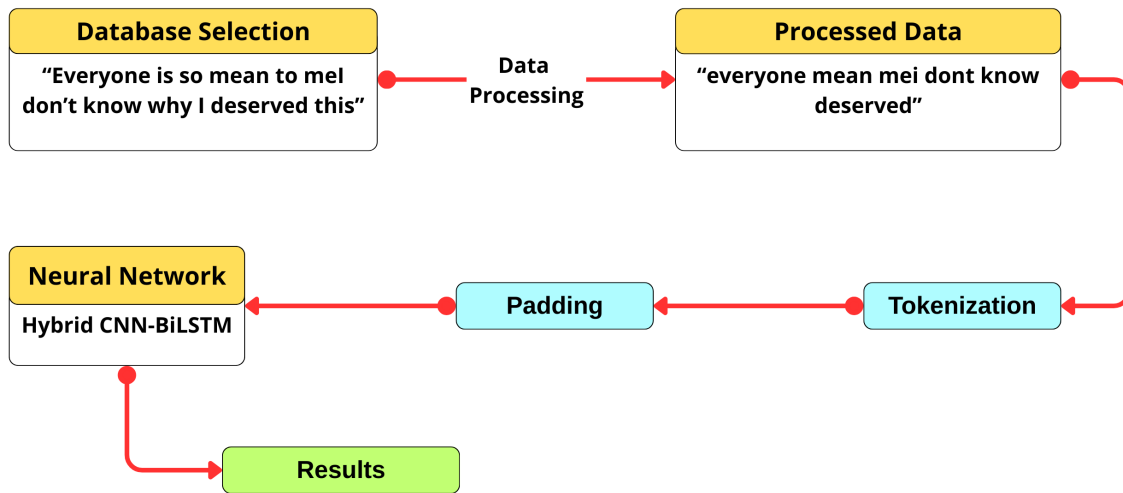 Database Selection
“Everyone is so mean to meI
don’t know why I deserved this”
Data
Processing
Processed Data
“everyone mean mei dont know
deserved”
Tokenization
Padding
Neural Network
Hybrid CNN-BiLSTM
Results